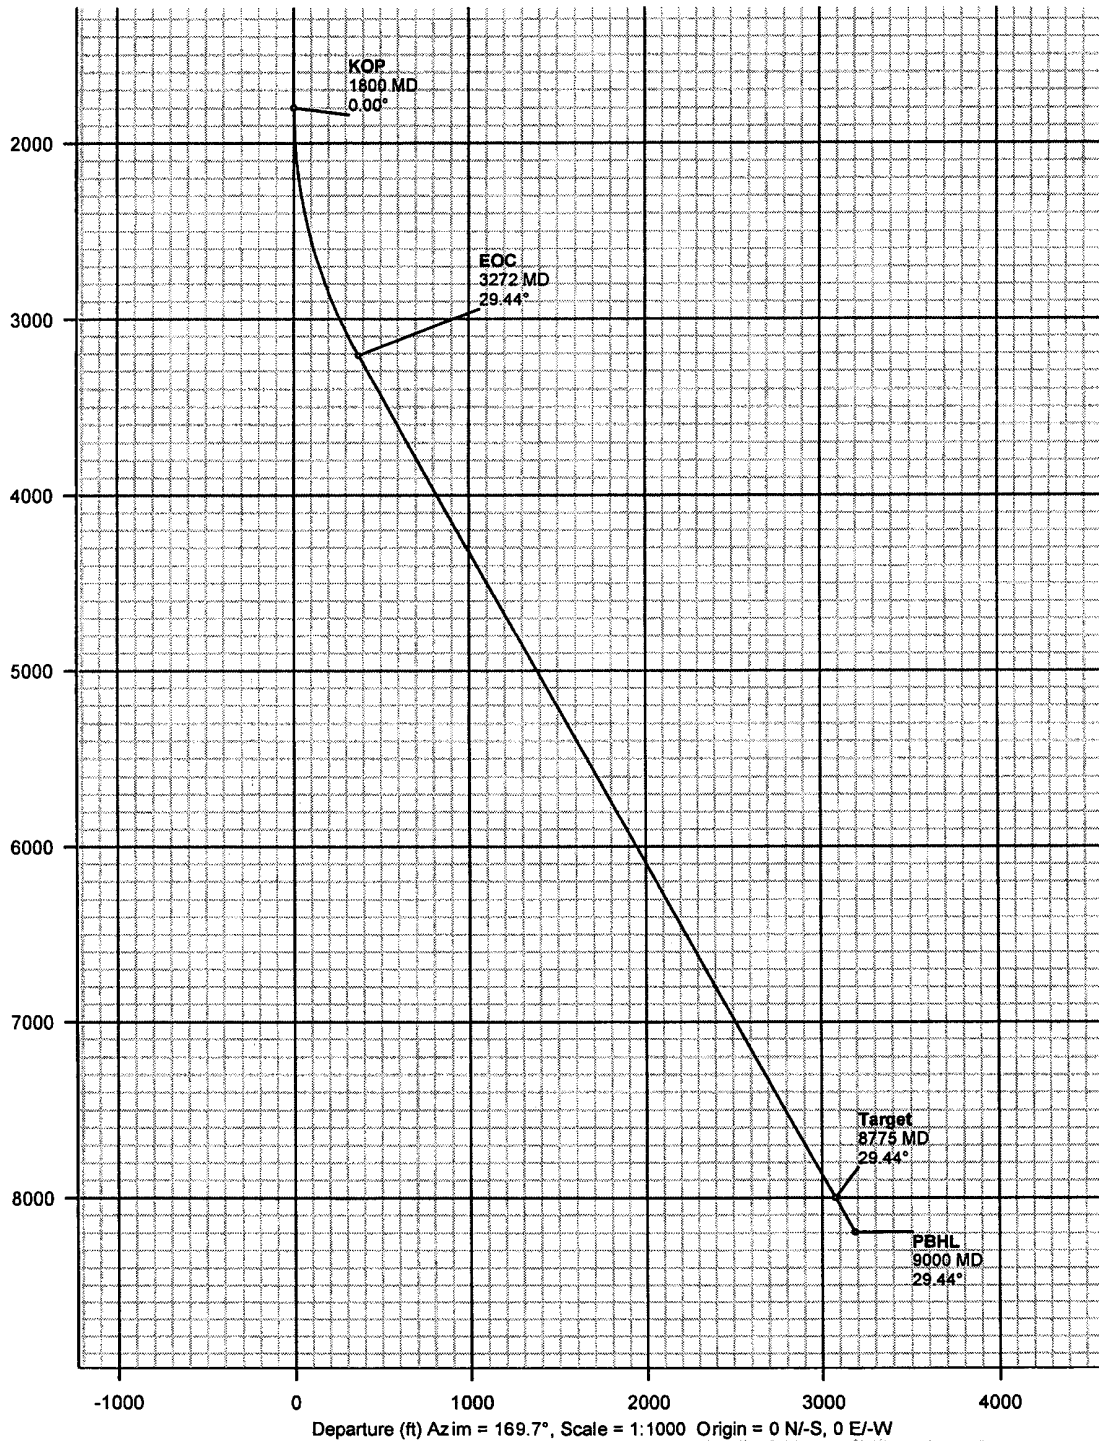 KOP
1800 MD
0.00°
2000
EOC
3272 MD
29.44°
3000
4000
5000
6000
7000
Target
8775 MD
29.44°
8000
PBHL
9000 MD
29.44°
-1000 0 1000 2000 3000 4000
Departure (ft) Azim = 169.7°, Scale = 1:1000 Origin = 0 N/-S, 0 E/-W